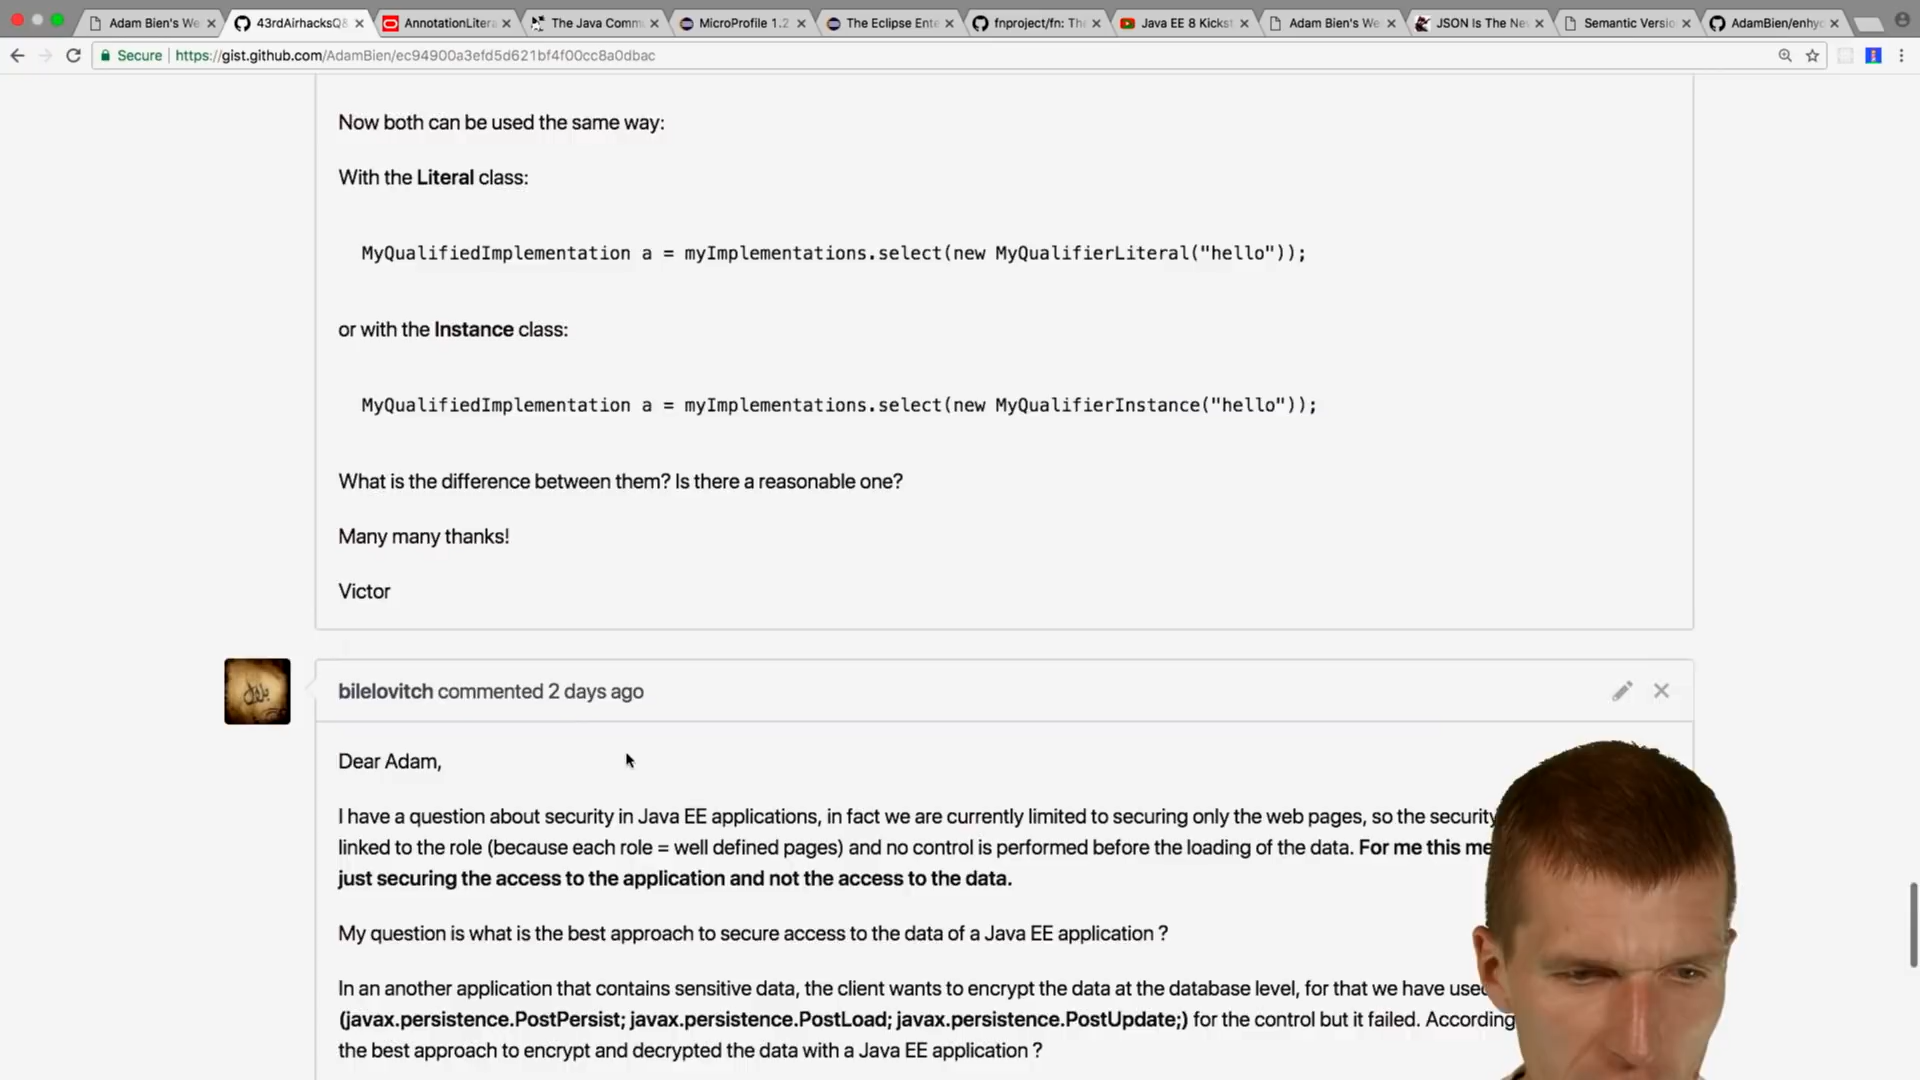 Adam Bien's We
43rdAirhacksQ&
AnnotationLitera
The Java Comm
MicroProfile 1.2
The Eclipse Ente
fnproject/fn: The
Java EE 8 Kickst
Adam Bien's We
JSON Is The Ne
Semantic Versio
AdamBien/enhy
Secure https://gist.github.com/AdamBien/ec94900a3efd5d621bf4f00cc8a0dbac
Now both can be used the same way:
With the Literal class:
MyQualifiedImplementation a = myImplementations.select(new MyQualifierLiteral("hello"));
or with the Instance class:
MyQualifiedImplementation a = myImplementations.select(new MyQualifierInstance("hello"));
What is the difference between them? Is there a reasonable one?
Many many thanks!
Victor
bilelovitch commented 2 days ago
Dear Adam,
I have a question about security in Java EE applications, in fact we are currently limited to securing only the web pages, so the security
linked to the role (because each role = well defined pages) and no control is performed before the loading of the data. For me this me
just securing the access to the application and not the access to the data.
My question is what is the best approach to secure access to the data of a Java EE application ?
In an another application that contains sensitive data, the client wants to encrypt the data at the database level, for that we have used
(javax.persistence.PostPersist; javax.persistence.PostLoad; javax.persistence.PostUpdate;) for the control but it failed. According
the best approach to encrypt and decrypted the data with a Java EE application ?